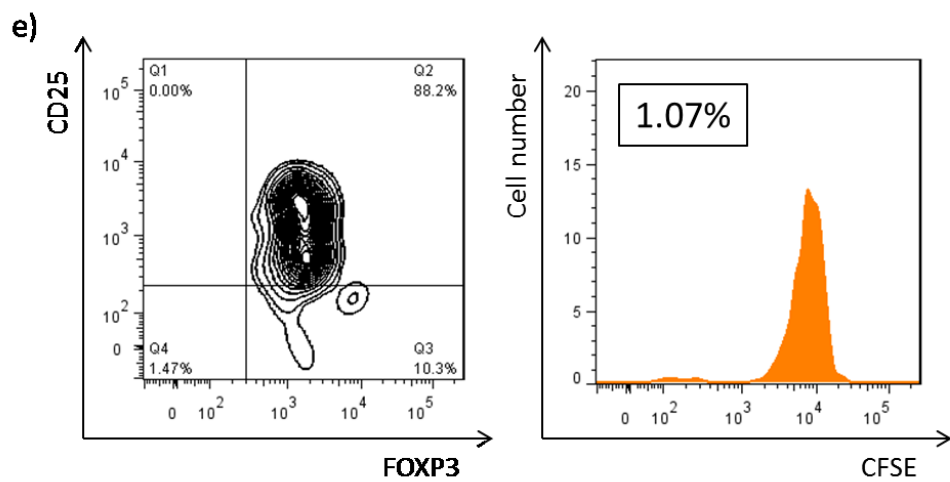 e)
CD25
Q1
0.00%
Q2
88.2%
10^5
10^4
10^3
10^2
0
Q4
1.47%
Q3
10.3%
0 10^2 10^3 10^4 10^5
FOXP3
Cell number
1.07%
20
15
10
5
0
0 10^2 10^3 10^4 10^5
CFSE